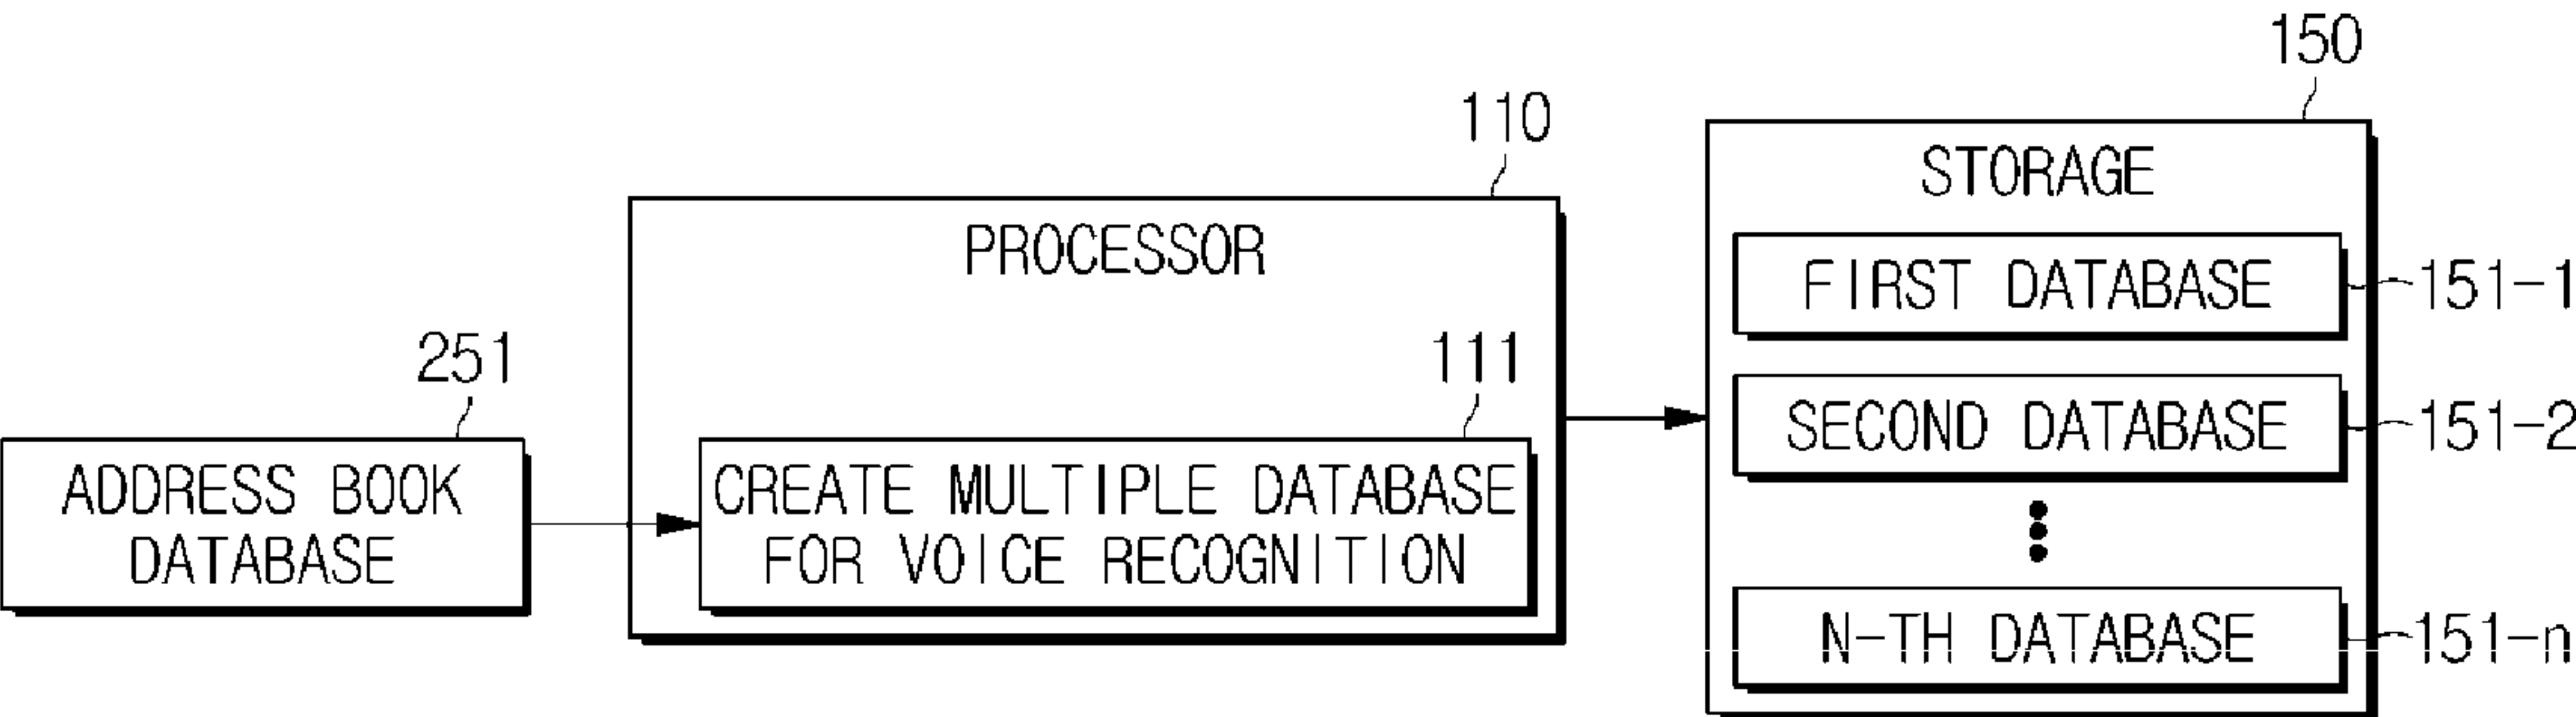 150
110
STORAGE
PROCESSOR
FIRST DATABASE
151-1
251
111
SECOND DATABASE
151-2
ADDRESS BOOK
DATABASE
CREATE MULTIPLE DATABASE
FOR VOICE RECOGNITION
N-TH DATABASE
151-n